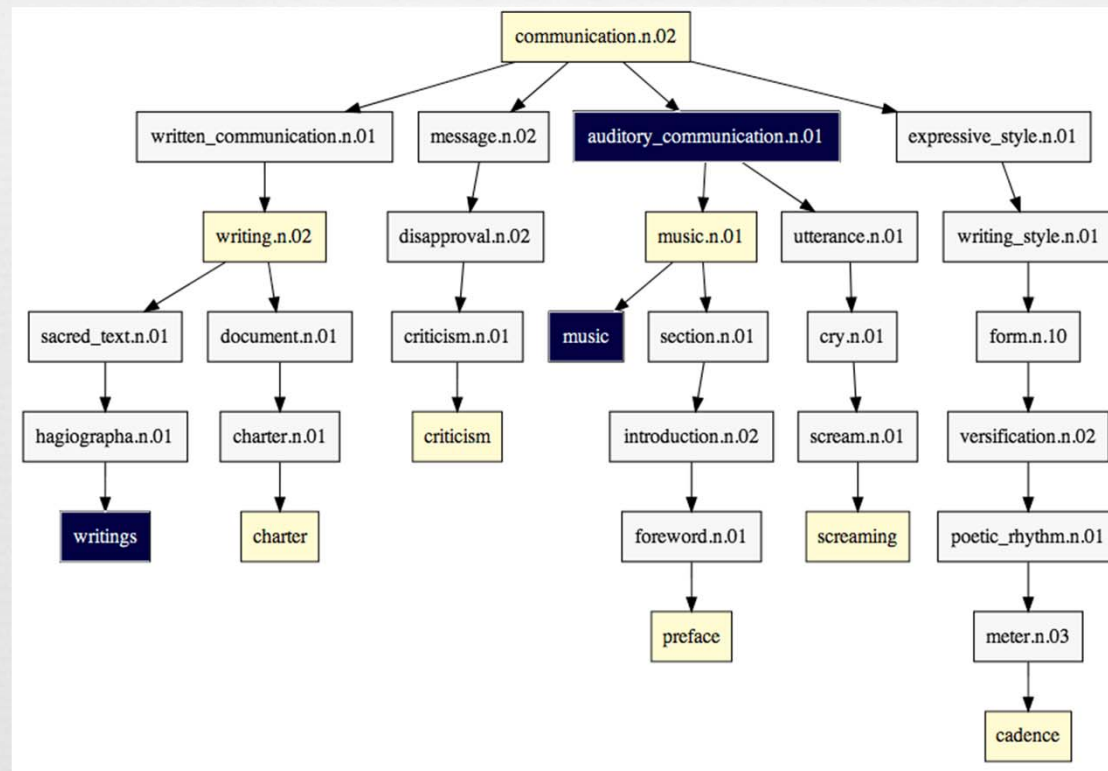 communication.n.02
written_communication.n.01
message.n.02
auditory_communication.n.01
expressive_style.n.01
writing.n.02
disapproval.n.02
music.n.01
utterance.n.01
writing_style.n.01
sacred_text.n.01
document.n.01
criticism.n.01
music
section.n.01
cry.n.01
form.n.10
hagiographa.n.01
charter.n.01
criticism
introduction.n.02
scream.n.01
versification.n.02
writings
charter
foreword.n.01
screaming
poetic_rhythm.n.01
preface
meter.n.03
cadence